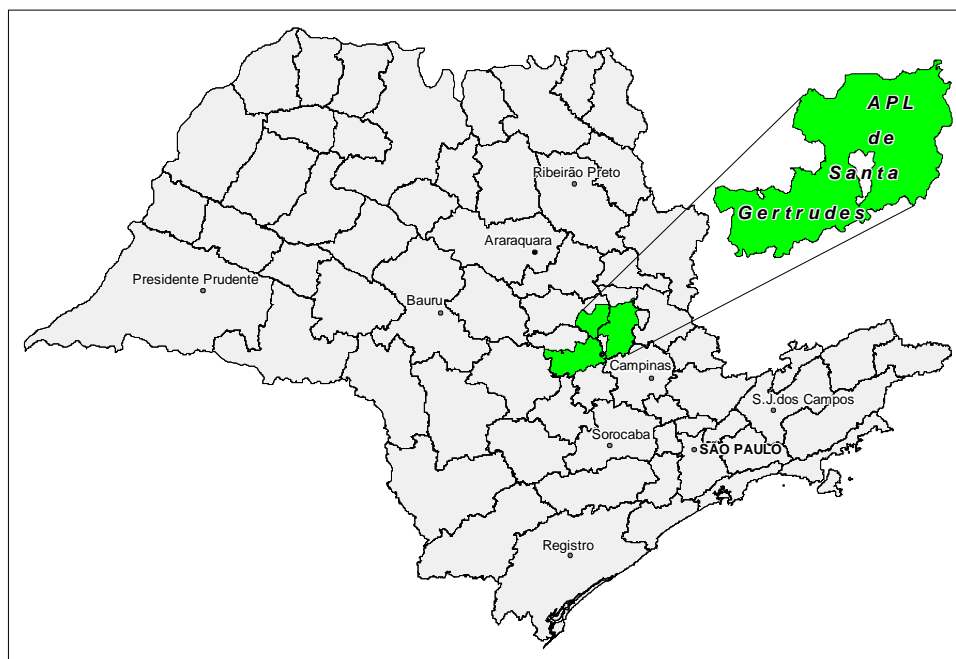 APL
de
Santa
Gertrudes
Ribeirão Preto
Araraquara
Presidente Prudente
Bauru
Campinas
S.J.dos Campos
Sorocaba
SÃO PAULO
Registro